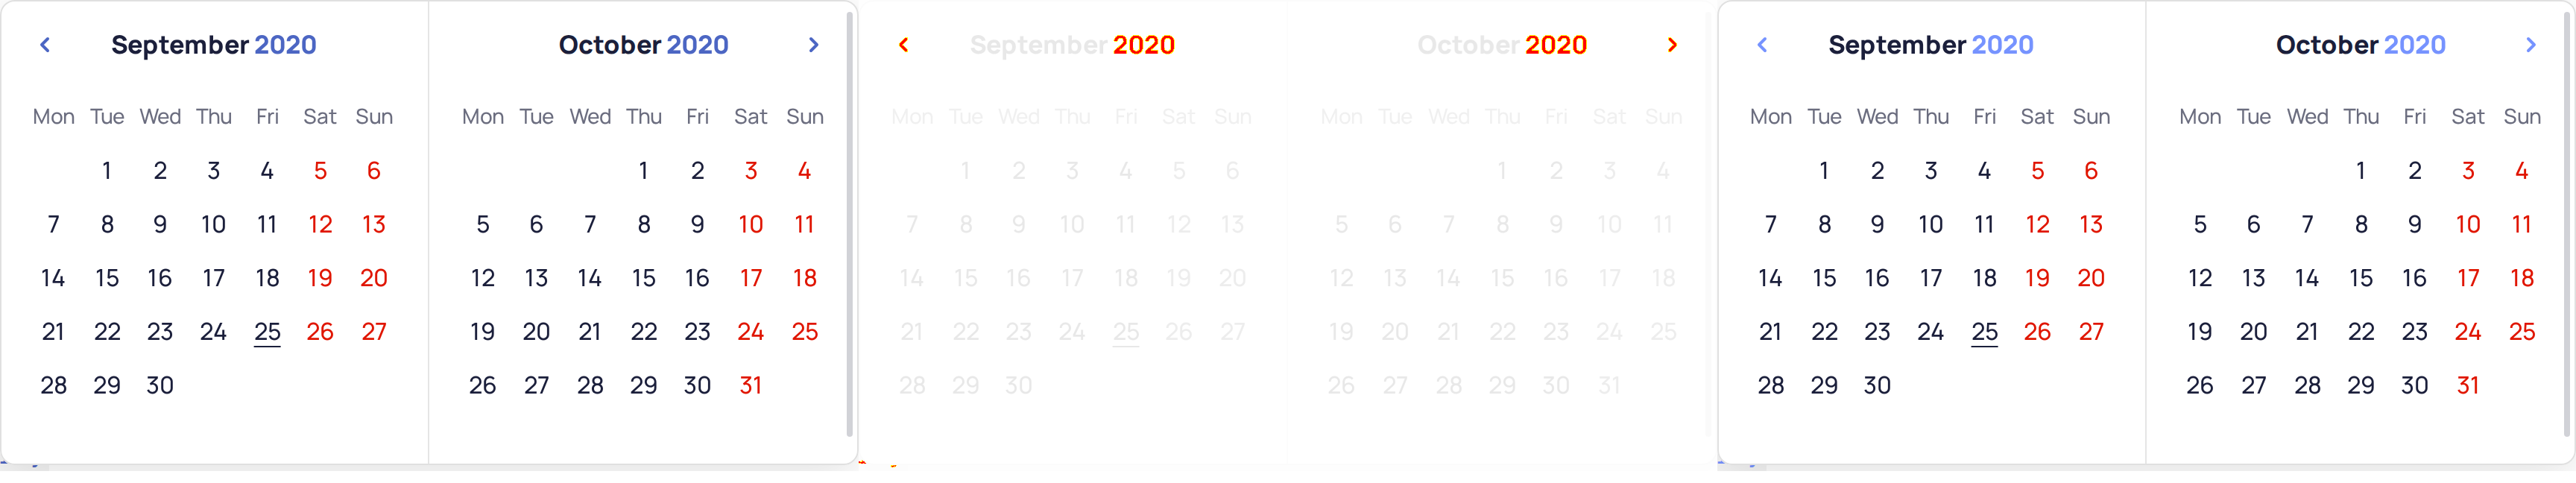 September 2020 October 2020
Mon Tue Wed Thu Fri Sat Sun Mon Tue Wed Thu Fri Sat Sun
1 2 3 4 5 6 1 2 3 4
7 8 9 10 11 12 13 5 6 7 8 9 10 11
14 15 16 17 18 19 20 12 13 14 15 16 17 18
21 22 23 24 25 26 27 19 20 21 22 23 24 25
28 29 30 26 27 28 29 30 31
September 2020 October 2020
Mon Tue Wed Thu Fri Sat Sun Mon Tue Wed Thu Fri Sat Sun
1 2 3 4 5 6 1 2 3 4
7 8 9 10 11 12 13 5 6 7 8 9 10 11
14 15 16 17 18 19 20 12 13 14 15 16 17 18
21 22 23 24 25 26 27 19 20 21 22 23 24 25
28 29 30 26 27 28 29 30 31
September 2020 October 2020
Mon Tue Wed Thu Fri Sat Sun Mon Tue Wed Thu Fri Sat Sun
1 2 3 4 5 6 1 2 3 4
7 8 9 10 11 12 13 5 6 7 8 9 10 11
14 15 16 17 18 19 20 12 13 14 15 16 17 18
21 22 23 24 25 26 27 19 20 21 22 23 24 25
28 29 30 26 27 28 29 30 31